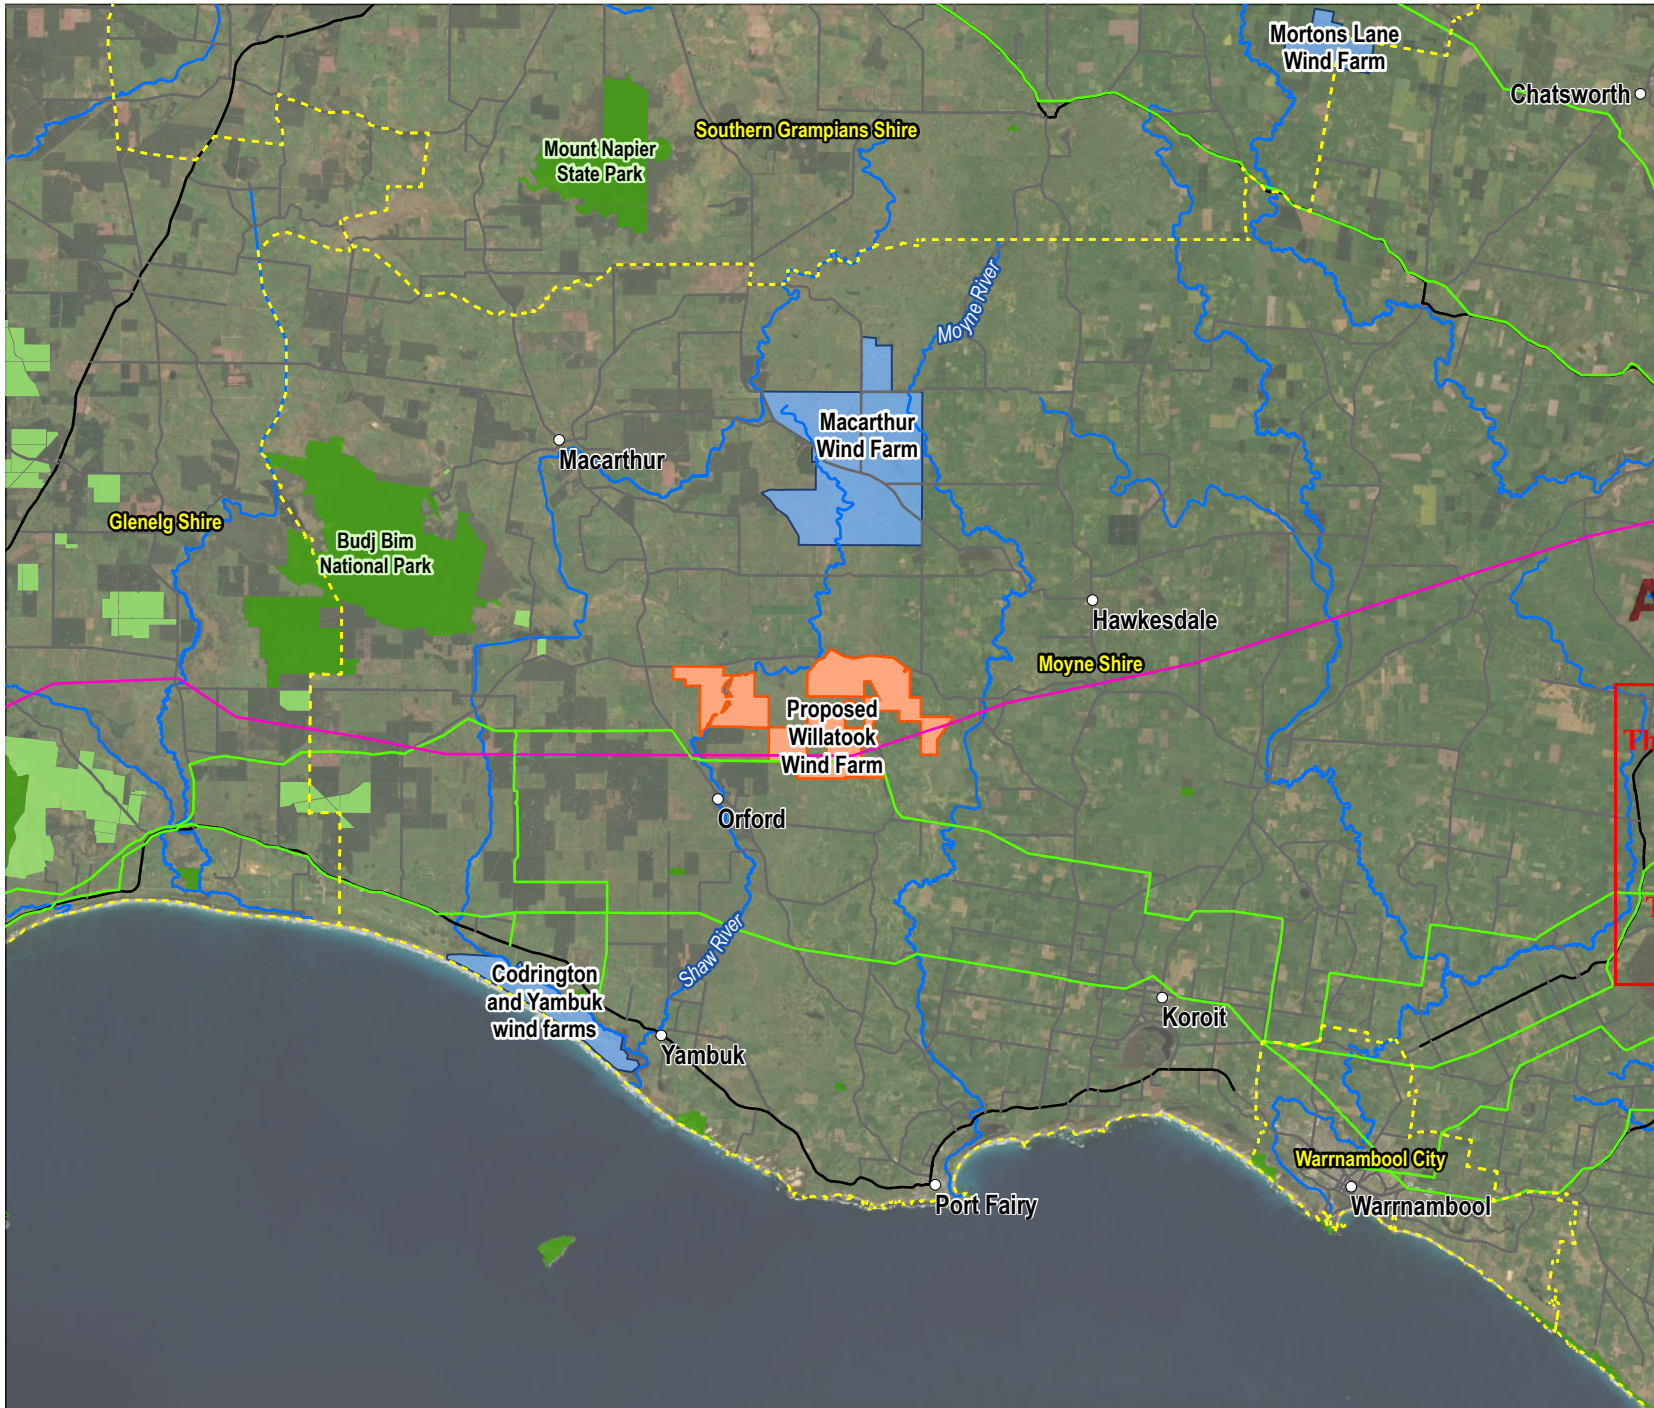 Mortons Lane
Wind Farm
Chatsworth
Southern Grampians Shire
Mount Napier
State Park
Moyne River
Macarthur
Wind Farm
Macarthur
Glenelg Shire
Budj Bim
National Park
Hawkesdale
Moyne Shire
Proposed
Willatook
Wind Farm
Orford
Shaw River
Codrington
and Yambuk
wind farms
Koroit
Yambuk
Warrnambool City
Warrnambool
Port Fairy